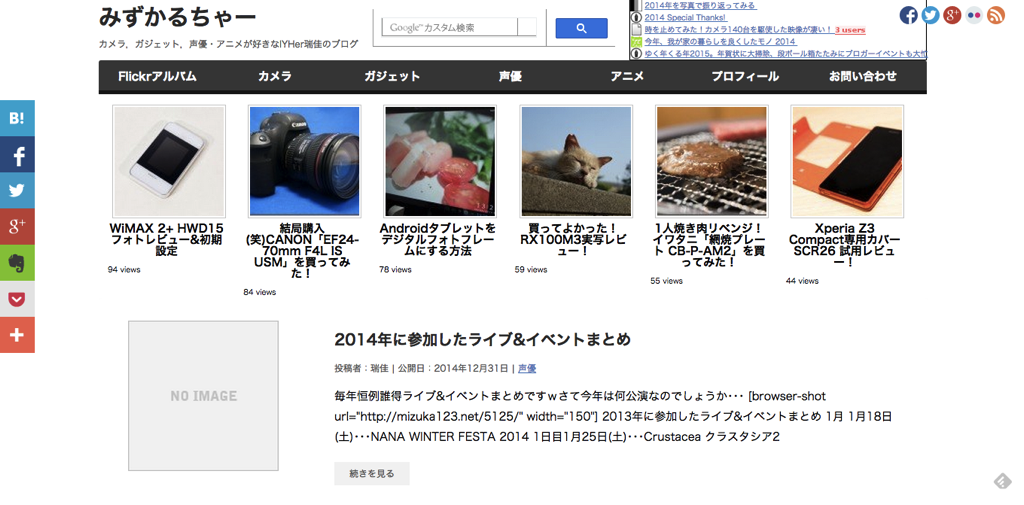 みずかるちゃー
カメラ，ガジェット，声優・アニメが好きなIYHer瑞佳のブログ
Google™ カスタム検索
2014年を写真で振り返ってみる
2014 Special Thanks!
時を止めてみた！カメラ140台を駆使した映像が凄い！ 3 users
今年、我が家の暮らしを良くしたモノ 2014
ゆく年くる年2015。年賀状に大掃除、段ボール箱たたみにブロガーイベントも大忙
Flickrアルバム カメラ ガジェット 声優 アニメ プロフィール お問い合わせ
B!
WiMAX 2+ HWD15
フォトレビュー&初期
設定
94 views
結局購入
(笑)CANON「EF24-
70mm F4L IS
USM」を買ってみ
た！
84 views
Androidタブレットを
デジタルフォトフレー
ムにする方法
78 views
買ってよかった！
RX100M3実写レビ
ュー！
59 views
1人焼き肉リベンジ！
イワタニ「網焼プレー
ト CB-P-AM2」を買
ってみた！
55 views
Xperia Z3
Compact専用カバー
SCR26 試用レビュ
ー！
44 views
NO IMAGE
2014年に参加したライブ&イベントまとめ
投稿者：瑞佳 | 公開日：2014年12月31日 | 声優
毎年恒例誰得ライブ&イベントまとめですｗさて今年は何公演なのでしょうか･･･ [browser-shot
url="http://mizuka123.net/5125/" width="150"] 2013年に参加したライブ&イベントまとめ 1月 1月18日
(土)･･･NANA WINTER FESTA 2014 1日目1月25日(土)･･･Crustacea クラスタシア2
続きを見る